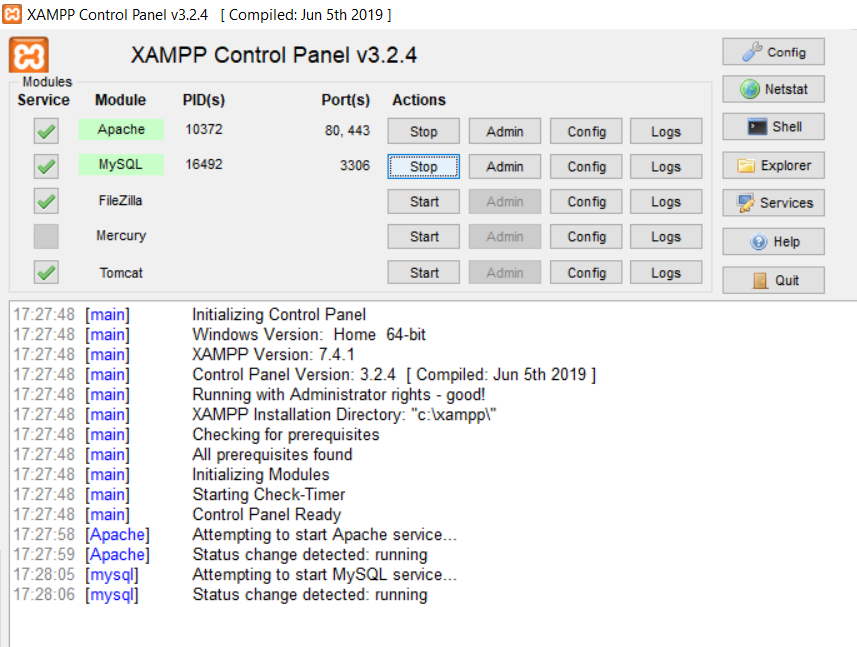 XAMPP Control Panel v3.2.4 [ Compiled: Jun 5th 2019 ]
XAMPP Control Panel v3.2.4
Config
Modules
Service Module PID(s) Port(s) Actions
Netstat
Apache 10372 80, 443 Stop Admin Config Logs
Shell
MySQL 16492 3306 Stop Admin Config Logs
Explorer
FileZilla Start Admin Config Logs
Services
Mercury Start Admin Config Logs
Help
Tomcat Start Admin Config Logs
Quit
17:27:48 [main] Initializing Control Panel
17:27:48 [main] Windows Version: Home 64-bit
17:27:48 [main] XAMPP Version: 7.4.1
17:27:48 [main] Control Panel Version: 3.2.4 [ Compiled: Jun 5th 2019 ]
17:27:48 [main] Running with Administrator rights - good!
17:27:48 [main] XAMPP Installation Directory: "c:\xampp\"
17:27:48 [main] Checking for prerequisites
17:27:48 [main] All prerequisites found
17:27:48 [main] Initializing Modules
17:27:48 [main] Starting Check-Timer
17:27:48 [main] Control Panel Ready
17:27:58 [Apache] Attempting to start Apache service...
17:27:59 [Apache] Status change detected: running
17:28:05 [mysql] Attempting to start MySQL service...
17:28:06 [mysql] Status change detected: running